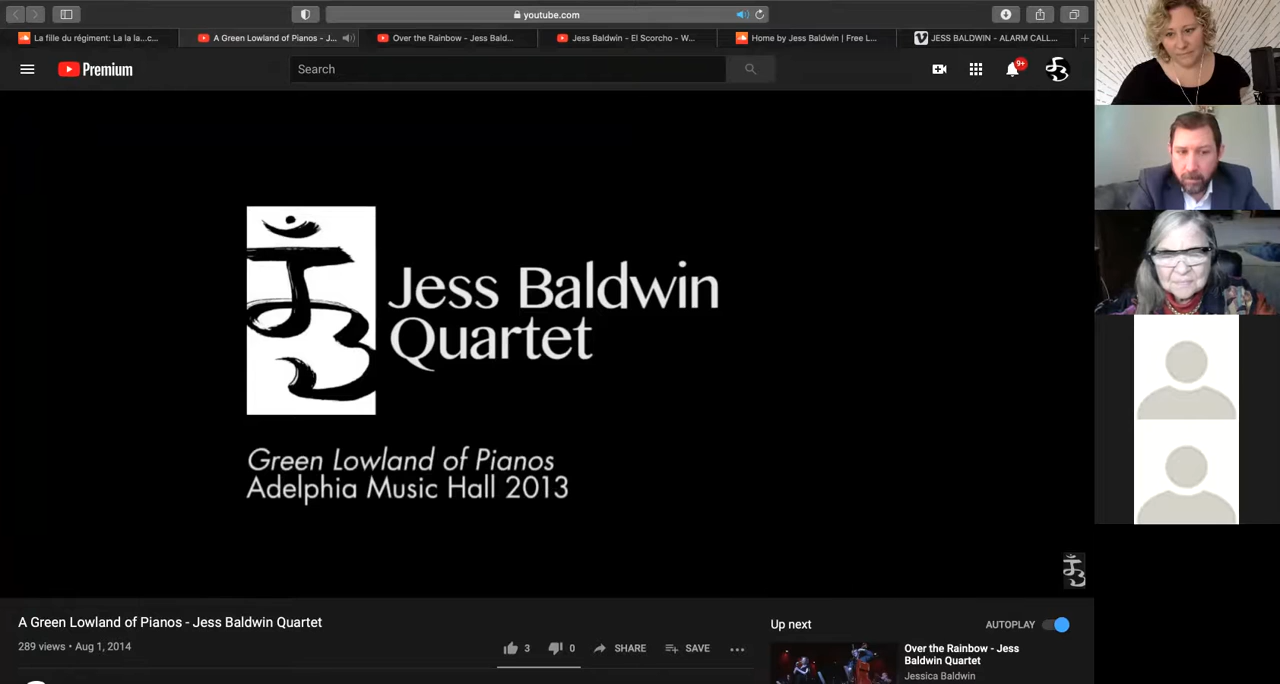 youtube.com
La fille du régiment: La la la...c...
A Green Lowland of Pianos - J...
Over the Rainbow - Jess Bald...
Jess Baldwin - El Scorcho - W...
Home by Jess Baldwin | Free L...
JESS BALDWIN - ALARM CALL...
Premium
Search
9+
Jess Baldwin
Quartet
Green Lowland of Pianos
Adelphia Music Hall 2013
A Green Lowland of Pianos - Jess Baldwin Quartet
289 views • Aug 1, 2014
3
0
SHARE
SAVE
Up next
AUTOPLAY
Over the Rainbow - Jess
Baldwin Quartet
Jessica Baldwin